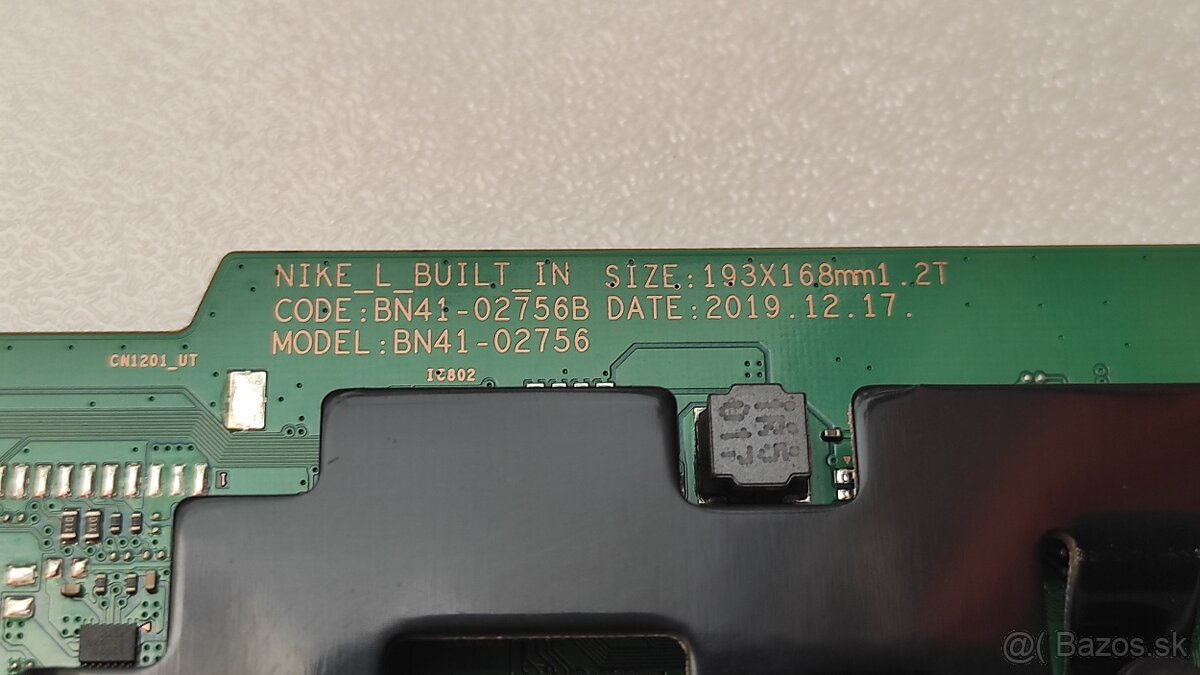 NIKE_L_BUILT_IN SIZE:193X168mm1.2T
CODE:BN41-02756B DATE:2019.12.17.
MODEL:BN41-02756
CN1201_UT
IC802
@( Bazos.sk